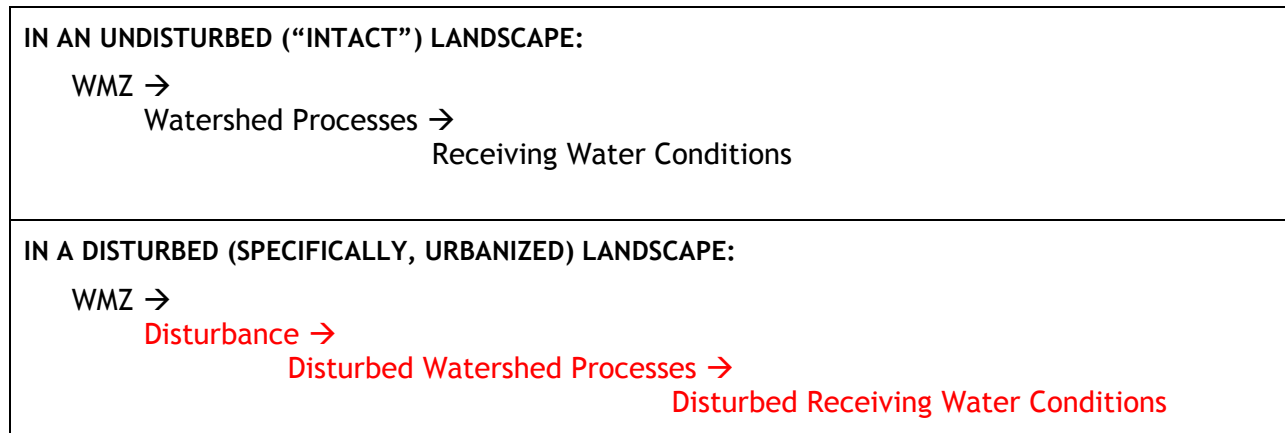 IN AN UNDISTURBED (“INTACT”) LANDSCAPE:
WMZ →
Watershed Processes →
Receiving Water Conditions
IN A DISTURBED (SPECIFICALLY, URBANIZED) LANDSCAPE:
WMZ →
Disturbance →
Disturbed Watershed Processes →
Disturbed Receiving Water Conditions